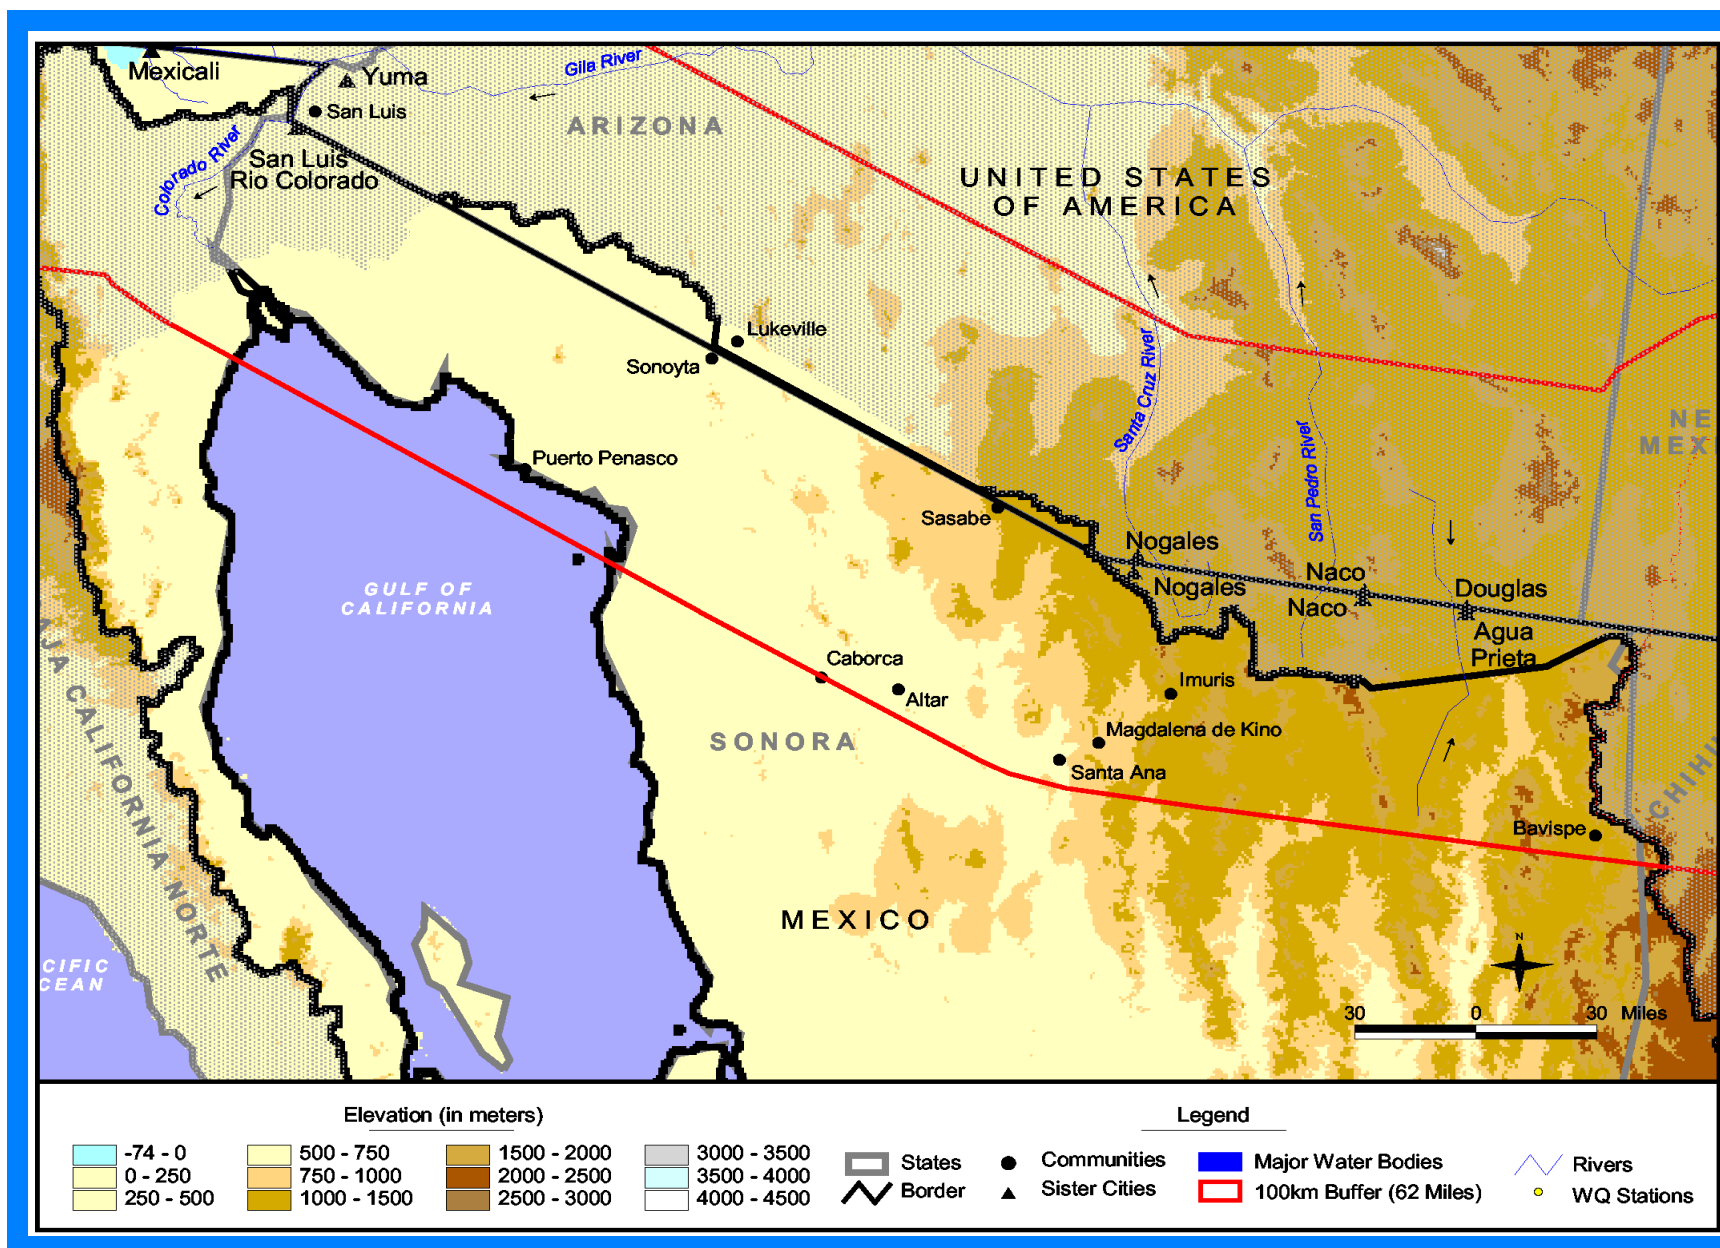 Mexicali
Yuma
San Luis
Gila River
ARIZONA
Colorado River
San Luis
Rio Colorado
UNITED STATES
OF AMERICA
Lukeville
Sonoyta
Santa Cruz River
San Pedro River
NE
MEXI
Puerto Penasco
Sasabe
Nogales
Nogales
Naco
Naco
Douglas
Agua
Prieta
GULF OF
CALIFORNIA
AJA CALIFORNIA NORTE
Caborca
Altar
Imuris
SONORA
Magdalena de Kino
Santa Ana
CHIHU
Bavispe
MEXICO
CIFIC
CEAN
N
30 0 30 Miles
Elevation (in meters)
-74 - 0
0 - 250
250 - 500
500 - 750
750 - 1000
1000 - 1500
1500 - 2000
2000 - 2500
2500 - 3000
3000 - 3500
3500 - 4000
4000 - 4500
Legend
States
Border
Communities
Sister Cities
Major Water Bodies
100km Buffer (62 Miles)
Rivers
WQ Stations